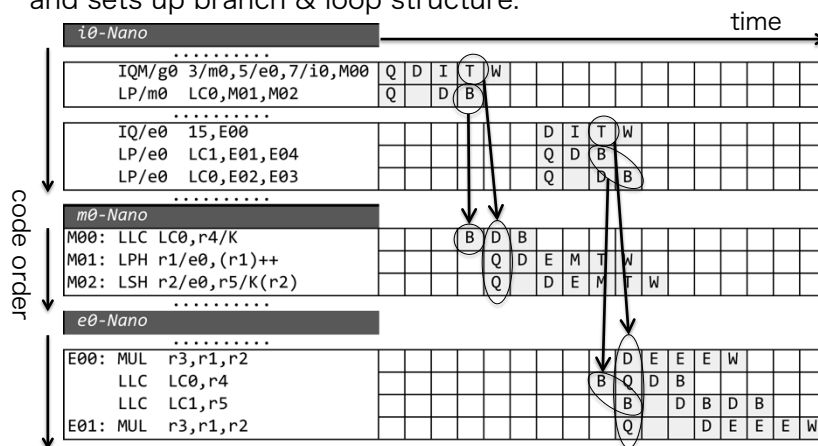 and sets up branch & loop structure.
time
i0-Nano
..........
IQM/g0 3/m0,5/e0,7/i0,M00 Q D I T W
LP/m0 LC0,M01,M02 Q D B
..........
IQ/e0 15,E00 D I T W
LP/e0 LC1,E01,E04 Q D B
LP/e0 LC0,E02,E03 Q D B
..........
code order
m0-Nano
M00: LLC LC0,r4/K B D B
M01: LPH r1/e0,(r1)++ Q D E M T W
M02: LSH r2/e0,r5/K(r2) Q D E M T W
..........
e0-Nano
..........
E00: MUL r3,r1,r2 D E E E W
LLC LC0,r4 B Q D B
LLC LC1,r5 B D B D B
E01: MUL r3,r1,r2 Q D E E E W